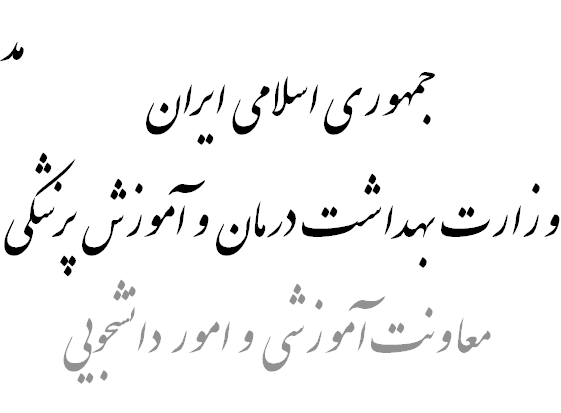 مد
جمهوری اسلامی ایران
وزارت بهداشت درمان و آموزش پزشکی
معاونت آموزشی و امور دانشجویی